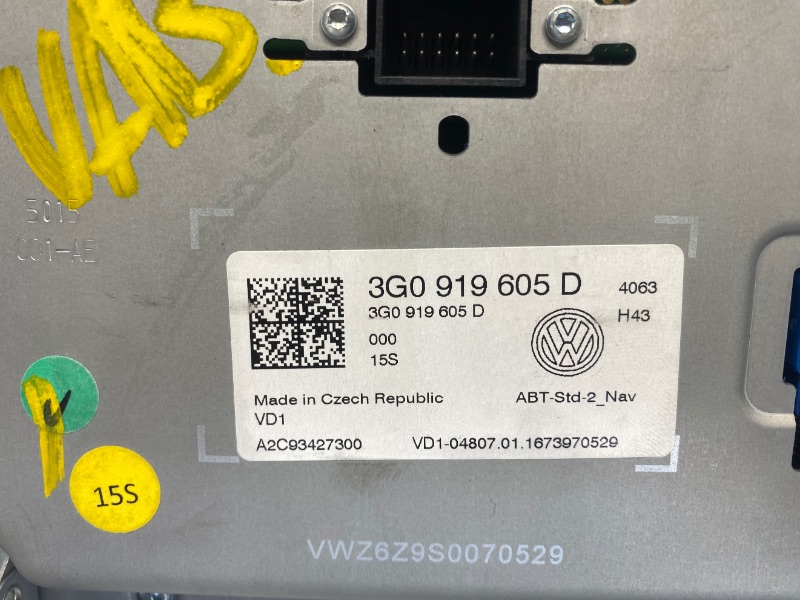 VAS
5015
001-AE
3G0 919 605 D 4063
3G0 919 605 D H43
000
15S
Made in Czech Republic ABT-Std-2_Nav
VD1
A2C93427300 VD1-04807.01.1673970529
15S
VWZ6Z9S0070529